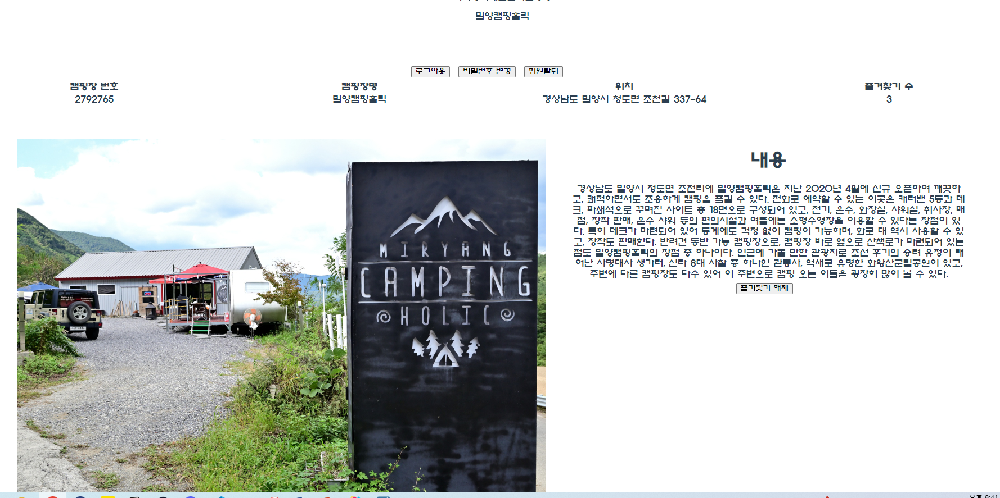 밀양캠핑홀릭
로그아웃 비밀번호 변경 회원탈퇴
캠핑장 번호 캠핑장명 위치 즐겨찾기 수
2792765 밀양캠핑홀릭 경상남도 밀양시 청도면 조천길 337-64 3
내용
경상남도 밀양시 청도면 조천리에 밀양캠핑홀릭은 지난 2020년 4월에 신규 오픈하여 깨끗하
고, 쾌적하면서도 조용하게 캠핑을 즐길 수 있다. 전화로 예약할 수 있는 이곳은 캐러밴 5동과 데
크, 파쇄석으로 꾸며진 사이트 총 18면으로 구성되어 있고, 전기, 온수, 화장실, 샤워실, 취사장, 매
점, 장작 판매, 온수 샤워 등의 편의시설과 여름에는 소형수영장을 이용할 수 있다는 장점이 있
다. 특히 데크가 마련되어 있어 동계에도 걱정 없이 캠핑이 가능하며, 화로 대 역시 사용할 수 있
고, 장작도 판매한다. 반려견 동반 가능 캠핑장으로, 캠핑장 바로 옆으로 산책로가 마련되어 있는
점도 밀양캠핑홀릭의 장점 중 하나이다. 인근에 가볼 만한 관광지로 조선 후기의 승려 유정이 태
어난 사명대사 생가터, 신라 8대 사찰 중 하나인 관룡사, 억새로 유명한 화왕산군립공원이 있고,
주변에 다른 캠핑장도 다수 있어 이 주변으로 캠핑 오는 이들을 굉장히 많이 볼 수 있다.
즐겨찾기 해제
MIRYANG
CAMPING
HOLIC
오후 9:41